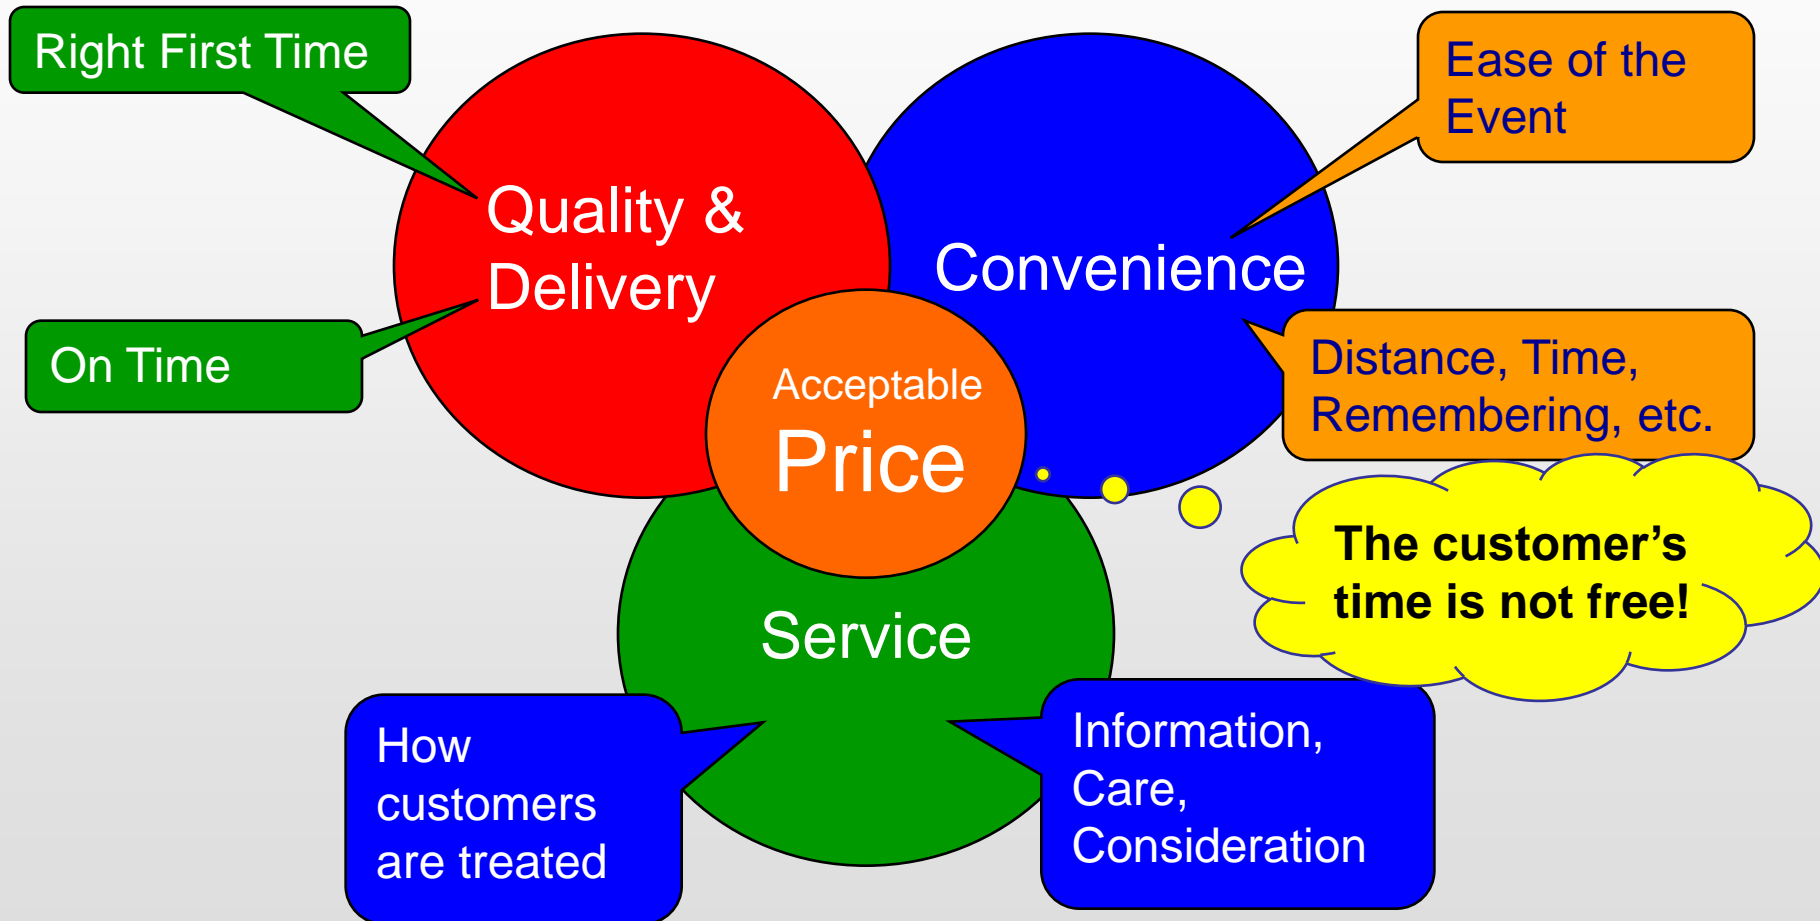 Right First Time
Quality &
Delivery
On Time
Convenience
Ease of the
Event
Distance, Time,
Remembering, etc.
Acceptable
Price
The customer’s
time is not free!
Service
How
customers
are treated
Information,
Care,
Consideration